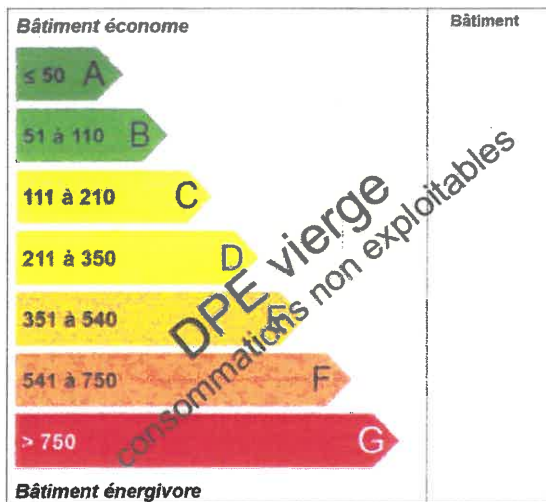 Bâtiment économe
Bâtiment
≤ 50 A
51 à 110 B
111 à 210 C
211 à 350 D
351 à 540 E
541 à 750 F
> 750 G
Bâtiment énergivore
DPE vierge
consommations non exploitables